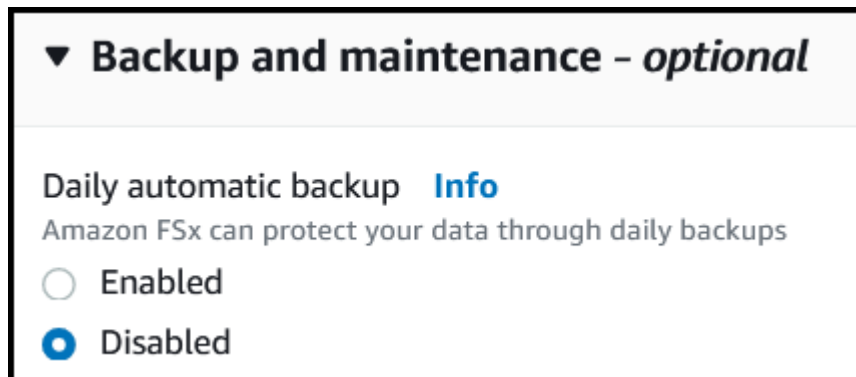 Backup and maintenance - optional
Daily automatic backup Info
Amazon FSx can protect your data through daily backups
Enabled
Disabled